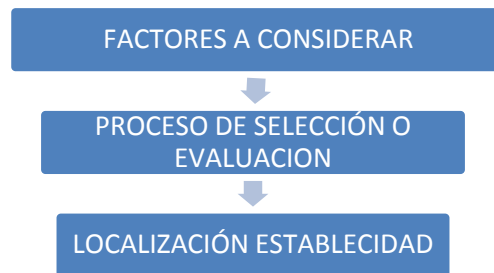 FACTORES A CONSIDERAR
PROCESO DE SELECCIÓN O
EVALUACION
LOCALIZACIÓN ESTABLECIDAD